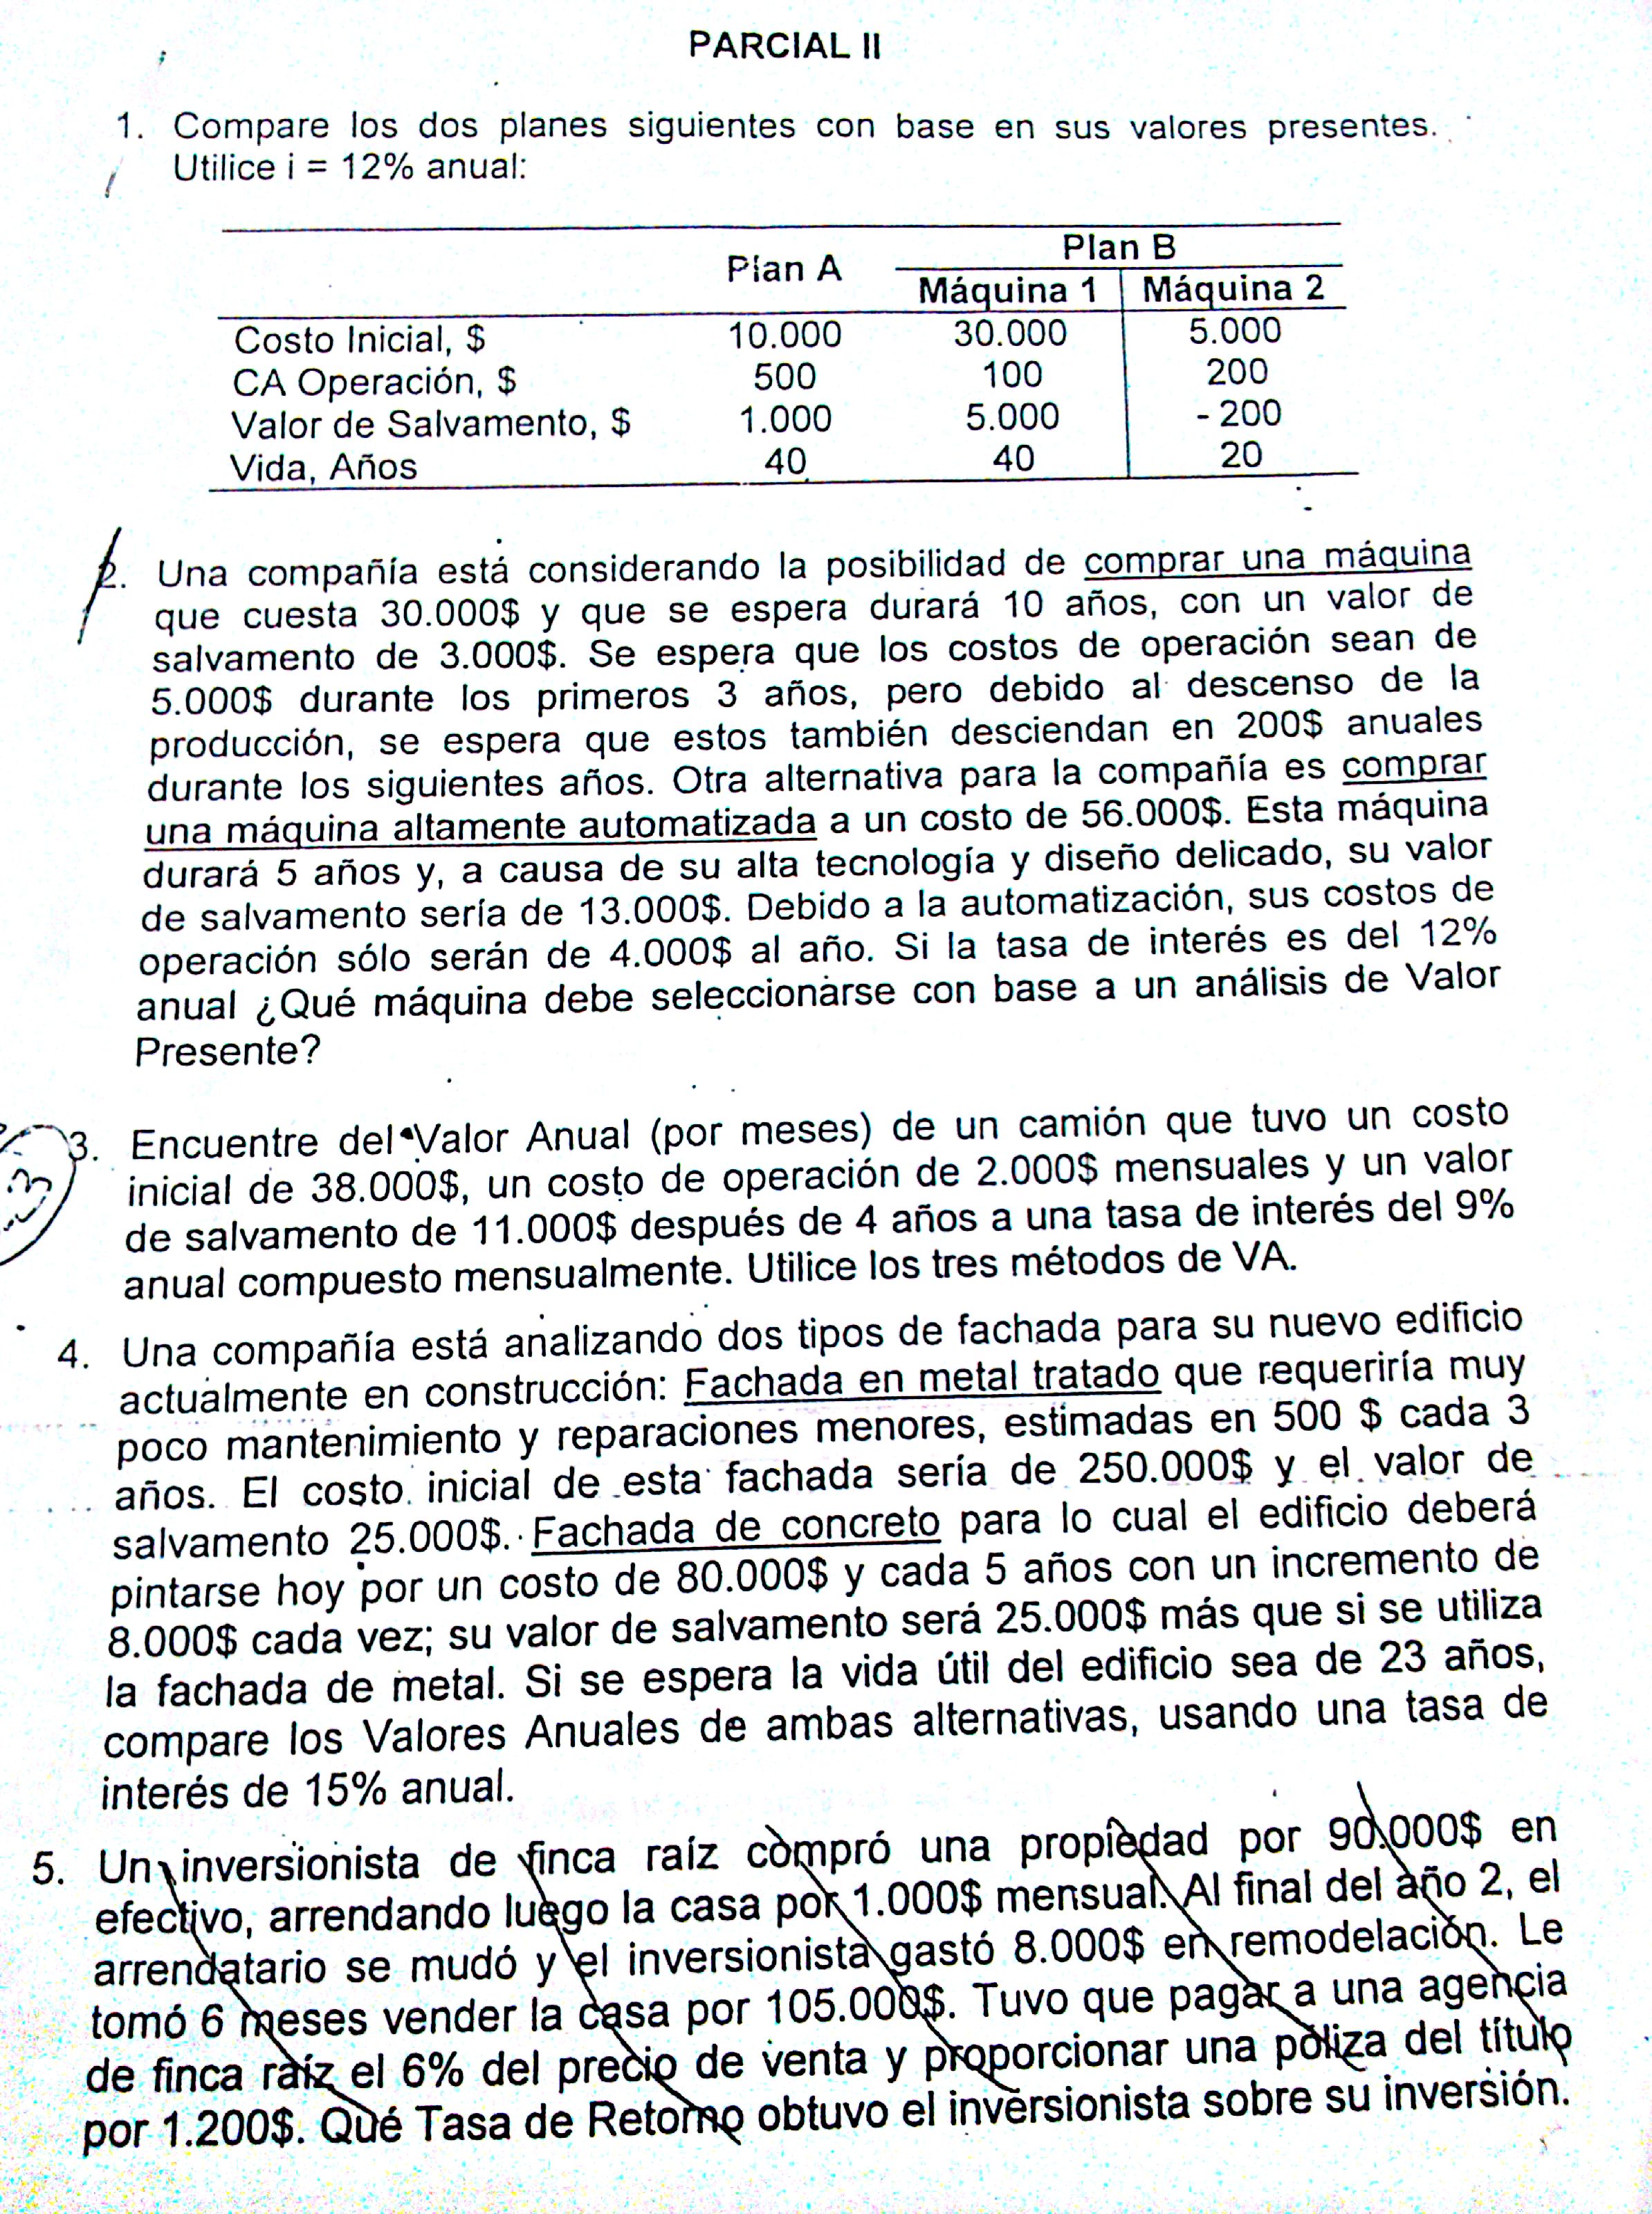 PARCIAL II
1. Compare los dos planes siguientes con base en sus valores presentes.
Utilice i = 12% anual:
Plan A Plan B
Máquina 1 Máquina 2
Costo Inicial, $ 10.000 30.000 5.000
CA Operación, $ 500 100 200
Valor de Salvamento, $ 1.000 5.000 - 200
Vida, Años 40 40 20
2. Una compañía está considerando la posibilidad de comprar una máquina
que cuesta 30.000$ y que se espera durará 10 años, con un valor de
salvamento de 3.000$. Se espera que los costos de operación sean de
5.000$ durante los primeros 3 años, pero debido al descenso de la
producción, se espera que estos también desciendan en 200$ anuales
durante los siguientes años. Otra alternativa para la compañía es comprar
una máquina altamente automatizada a un costo de 56.000$. Esta máquina
durará 5 años y, a causa de su alta tecnología y diseño delicado, su valor
de salvamento sería de 13.000$. Debido a la automatización, sus costos de
operación sólo serán de 4.000$ al año. Si la tasa de interés es del 12%
anual ¿Qué máquina debe seleccionarse con base a un análisis de Valor
Presente?
3. Encuentre del Valor Anual (por meses) de un camión que tuvo un costo
inicial de 38.000$, un costo de operación de 2.000$ mensuales y un valor
de salvamento de 11.000$ después de 4 años a una tasa de interés del 9%
anual compuesto mensualmente. Utilice los tres métodos de VA.
4. Una compañía está analizando dos tipos de fachada para su nuevo edificio
actualmente en construcción: Fachada en metal tratado que requeriría muy
poco mantenimiento y reparaciones menores, estimadas en 500 $ cada 3
años. El costo inicial de esta fachada sería de 250.000$ y el valor de
salvamento 25.000$. Fachada de concreto para lo cual el edificio deberá
pintarse hoy por un costo de 80.000$ y cada 5 años con un incremento de
8.000$ cada vez; su valor de salvamento será 25.000$ más que si se utiliza
la fachada de metal. Si se espera la vida útil del edificio sea de 23 años,
compare los Valores Anuales de ambas alternativas, usando una tasa de
interés de 15% anual.
5. Un inversionista de finca raíz compró una propiedad por 90.000$ en
efectivo, arrendando luego la casa por 1.000$ mensual. Al final del año 2, el
arrendatario se mudó y el inversionista gastó 8.000$ en remodelación. Le
tomó 6 meses vender la casa por 105.000$. Tuvo que pagar a una agencia
de finca raíz el 6% del precio de venta y proporcionar una póliza del título
por 1.200$. Qué Tasa de Retorno obtuvo el inversionista sobre su inversión.